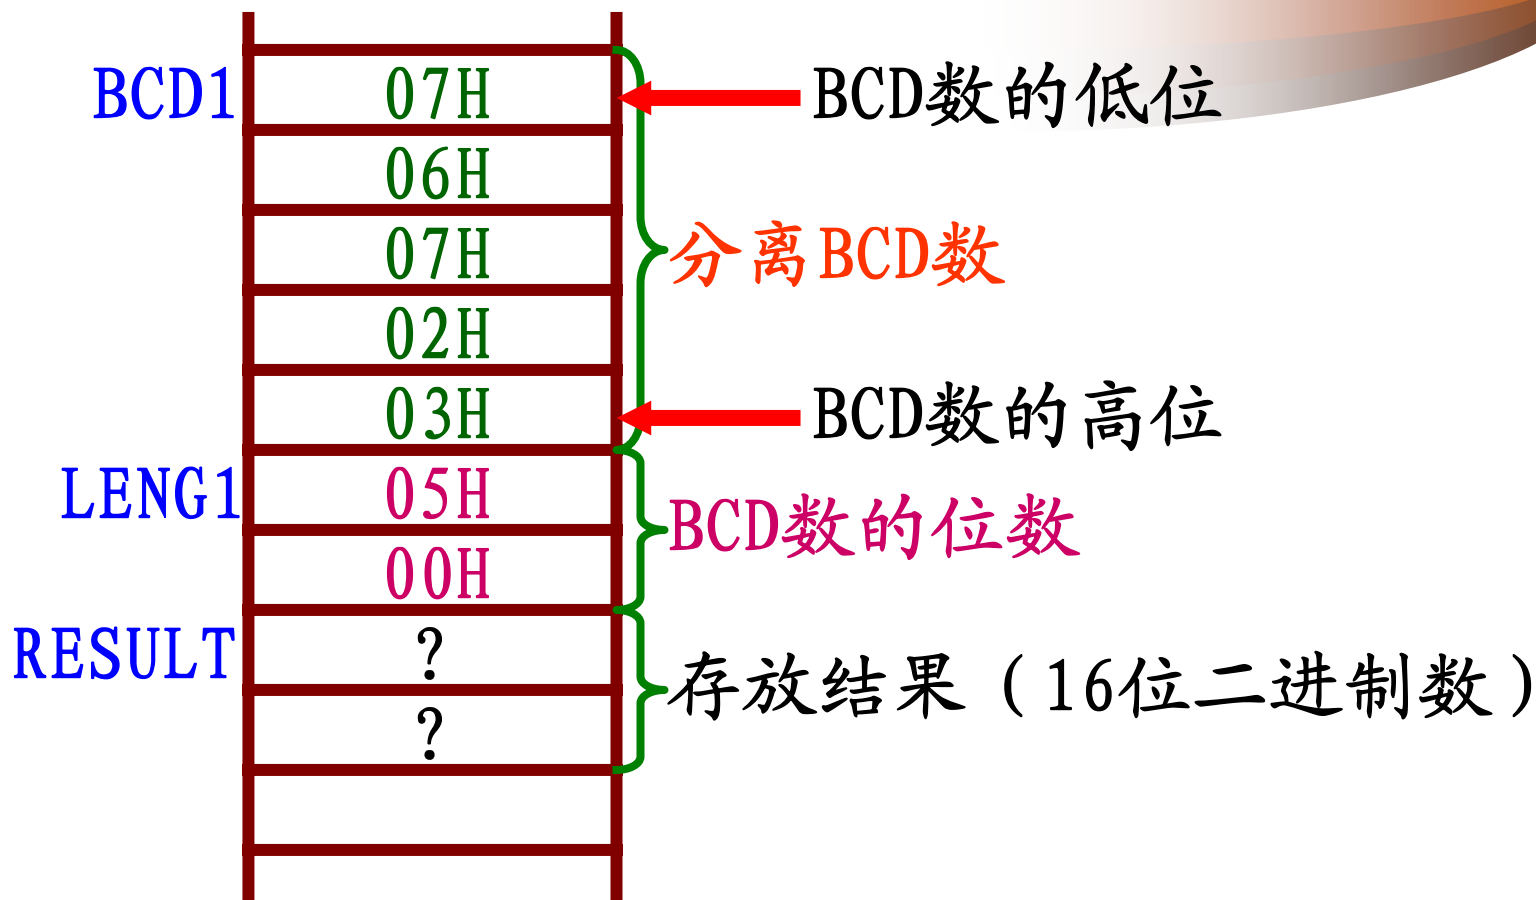 BCD1 07H BCD数的低位
06H
07H 分离BCD数
02H
03H BCD数的高位
LENG1 05H BCD数的位数
00H
RESULT ? 存放结果（16位二进制数）
?